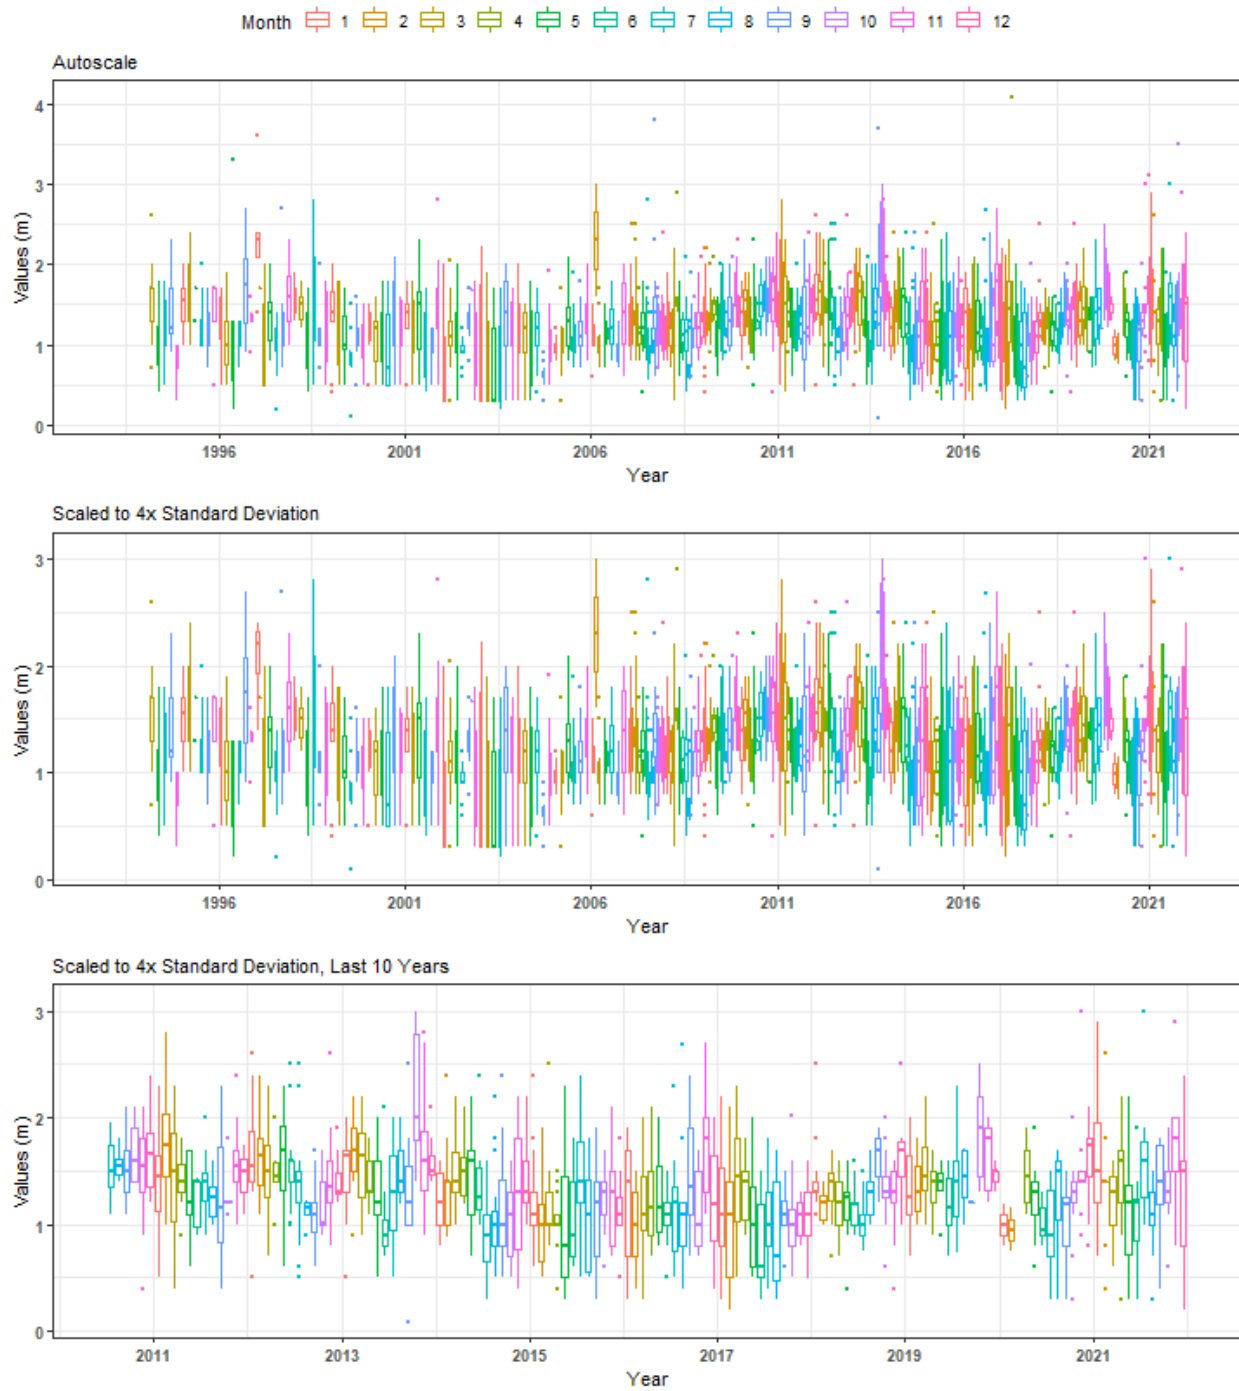 Month 1 2 3 4 5 6 7 8 9 10 11 12
Autoscale
4
3
2
1
0
Values (m)
1996 2001 2006 2011 2016 2021
Year
Scaled to 4x Standard Deviation
3
2
1
0
Values (m)
1996 2001 2006 2011 2016 2021
Year
Scaled to 4x Standard Deviation, Last 10 Years
3
2
1
0
Values (m)
2011 2013 2015 2017 2019 2021
Year